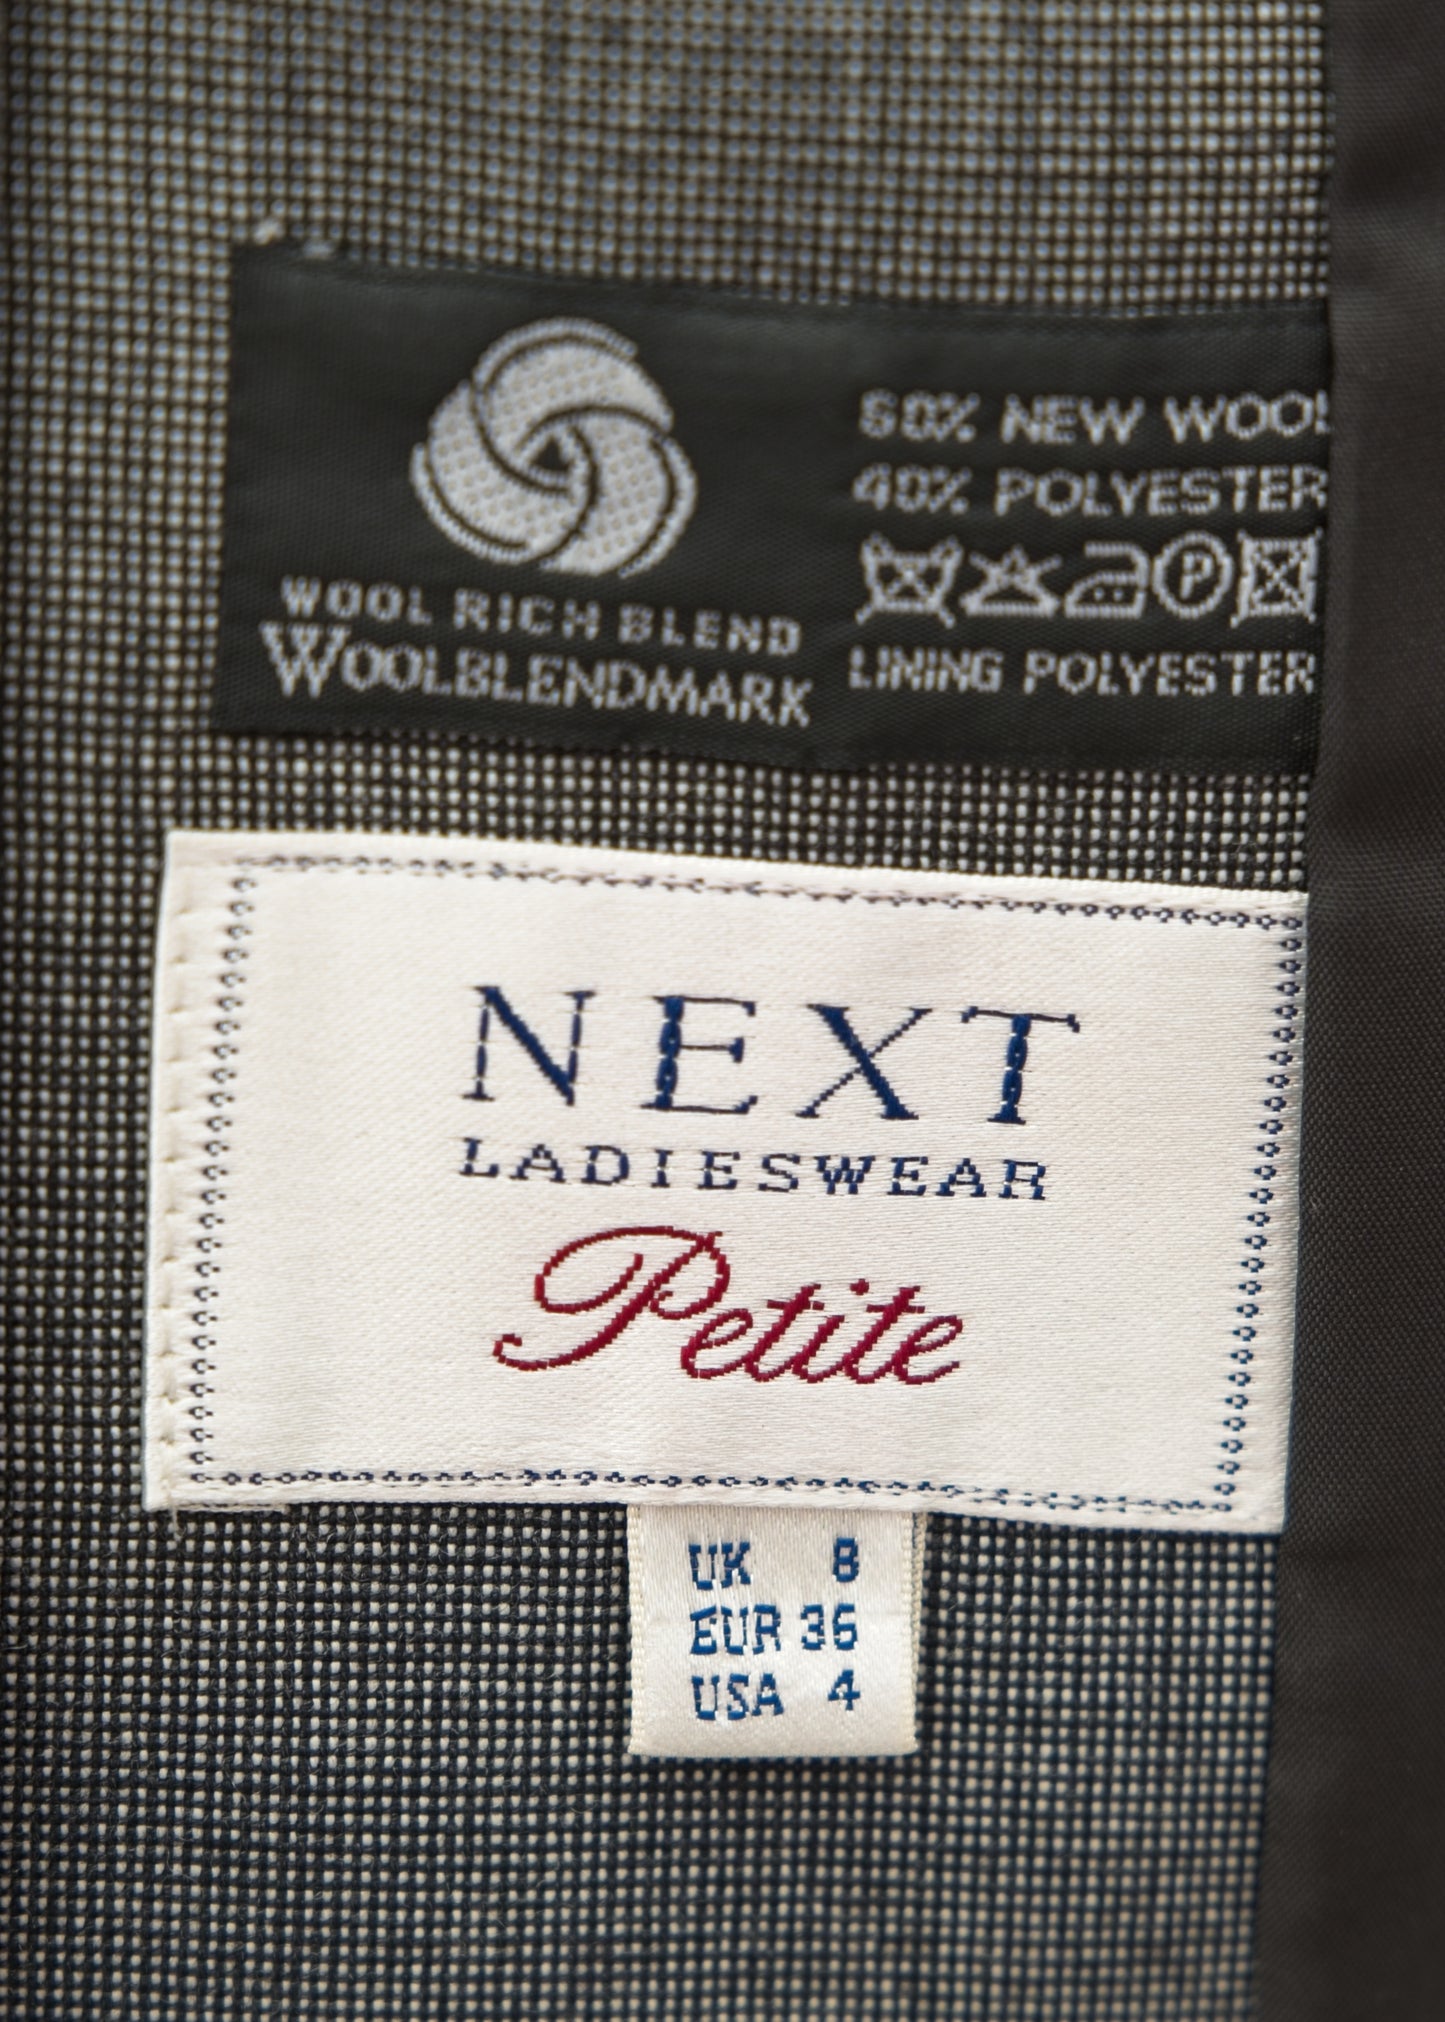 60% NEW WOOL
40% POLYESTER
P
LINING POLYESTER
WOOL RICH BLEND
WOOLBLENDMARK
NEXT
LADIESWEAR
Petite
UK 8
EUR 36
USA 4